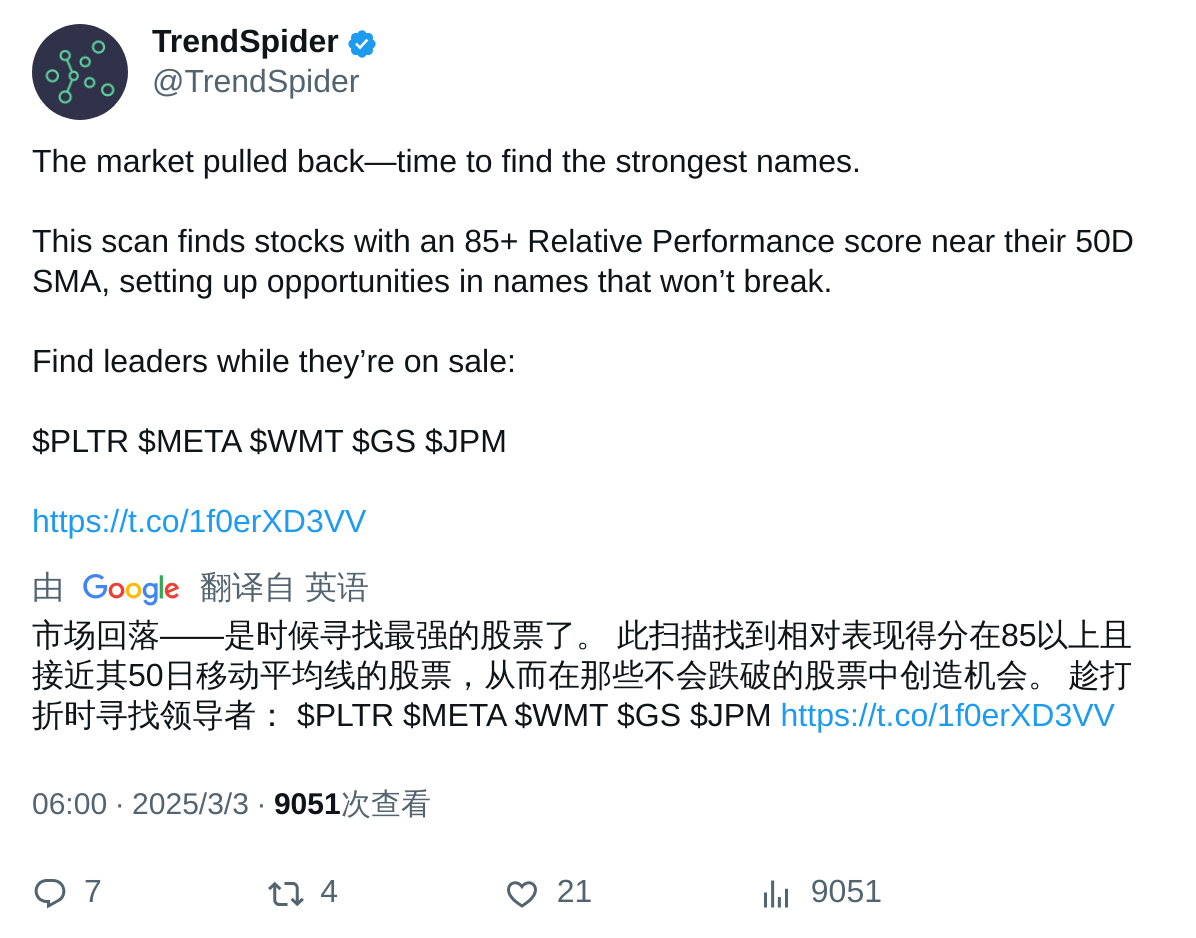 TrendSpider
@TrendSpider
The market pulled back—time to find the strongest names.
This scan finds stocks with an 85+ Relative Performance score near their 50D
SMA, setting up opportunities in names that won’t break.
Find leaders while they’re on sale:
$PLTR $META $WMT $GS $JPM
https://t.co/1f0erXD3VV
由 Google 翻译自 英语
市场回落——是时候寻找最强的股票了。 此扫描找到相对表现得分在85以上且
接近其50日移动平均线的股票，从而在那些不会跌破的股票中创造机会。 趁打
折时寻找领导者： $PLTR $META $WMT $GS $JPM https://t.co/1f0erXD3VV
06:00 · 2025/3/3 · 9051次查看
7 4 21 9051